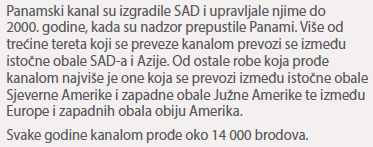 Panamski kanal su izgradile SAD i upravljale njime do
2000. godine, kada su nadzor prepustile Panami. Više od
trećine tereta koji se preveze kanalom prevozi se između
istočne obale SAD-a i Azije. Od ostale robe koja prođe
kanalom najviše je one koja se prevozi između istočne obale
Sjeverne Amerike i zapadne obale Južne Amerike te između
Europe i zapadnih obala obiju Amerika.
Svake godine kanalom prođe oko 14 000 brodova.